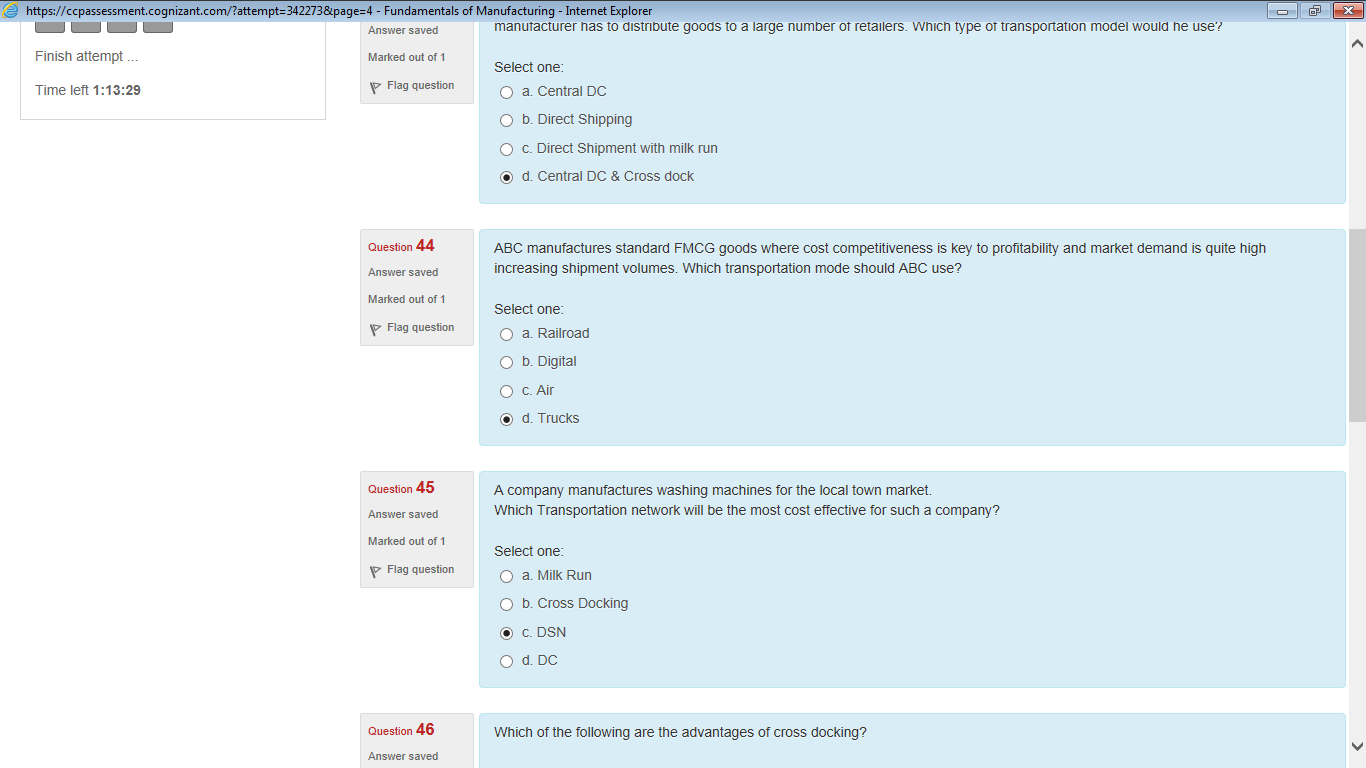 https://ccpassessment.cognizant.com/?attempt=342273&page=4 - Fundamentals of Manufacturing - Internet Explorer
Finish attempt ...
Time left 1:13:29
Answer saved
Marked out of 1
Flag question
manufacturer has to distribute goods to a large number of retailers. Which type of transportation model would he use?
Select one:
a. Central DC
b. Direct Shipping
c. Direct Shipment with milk run
d. Central DC & Cross dock
Question 44
Answer saved
Marked out of 1
Flag question
ABC manufactures standard FMCG goods where cost competitiveness is key to profitability and market demand is quite high
increasing shipment volumes. Which transportation mode should ABC use?
Select one:
a. Railroad
b. Digital
c. Air
d. Trucks
Question 45
Answer saved
Marked out of 1
Flag question
A company manufactures washing machines for the local town market.
Which Transportation network will be the most cost effective for such a company?
Select one:
a. Milk Run
b. Cross Docking
c. DSN
d. DC
Question 46
Answer saved
Which of the following are the advantages of cross docking?